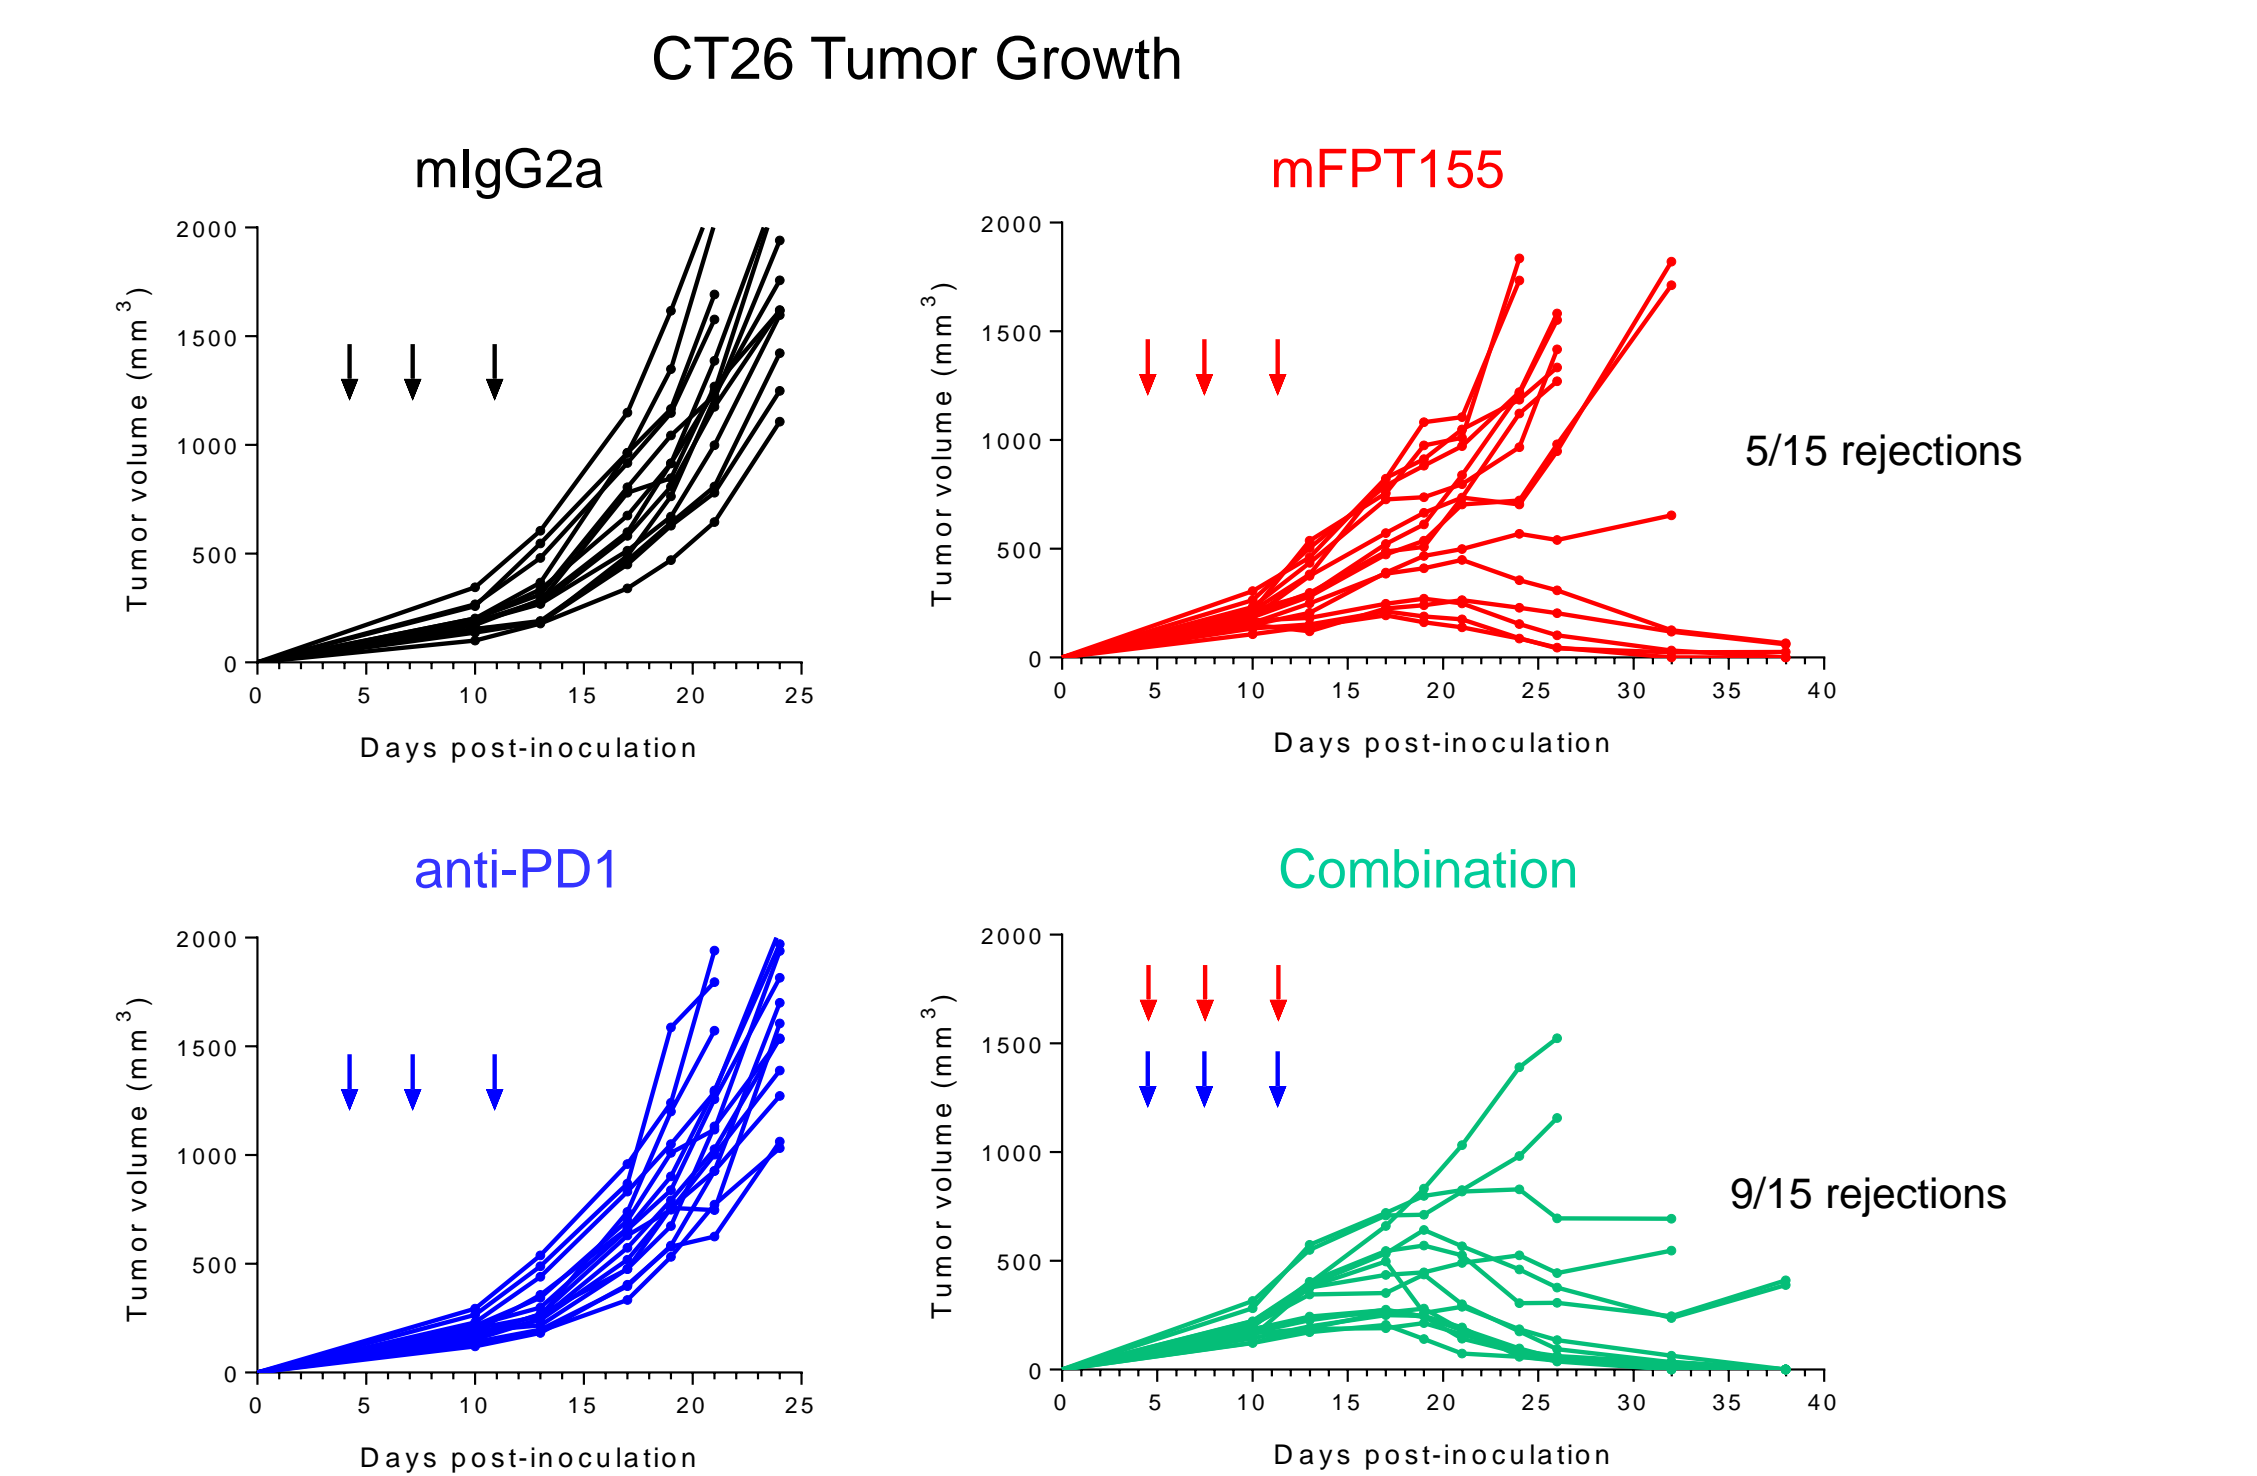 CT26 Tumor Growth
mIgG2a
2000
1500
1000
500
0
0 5 10 15 20 25
Tumor volume (mm3)
Days post-inoculation
mFPT155
2000
1500
1000
500
0
0 5 10 15 20 25 30 35 40
Tumor volume (mm3)
Days post-inoculation
5/15 rejections
anti-PD1
2000
1500
1000
500
0
0 5 10 15 20 25
Tumor volume (mm3)
Days post-inoculation
Combination
2000
1500
1000
500
0
0 5 10 15 20 25 30 35 40
Tumor volume (mm3)
Days post-inoculation
9/15 rejections